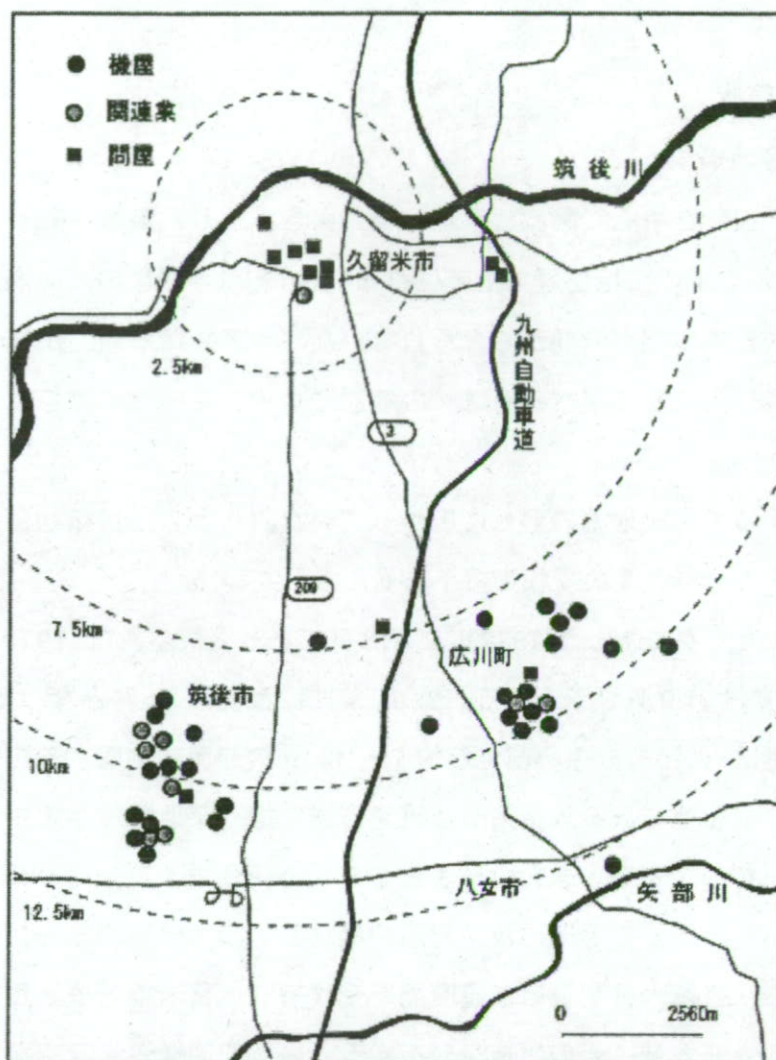 機屋
関連業
問屋
筑後川
久留米市
2.5km
九州自動車道
3
209
7.5km
広川町
筑後市
10km
八女市
矢部川
12.5km
0 2560m